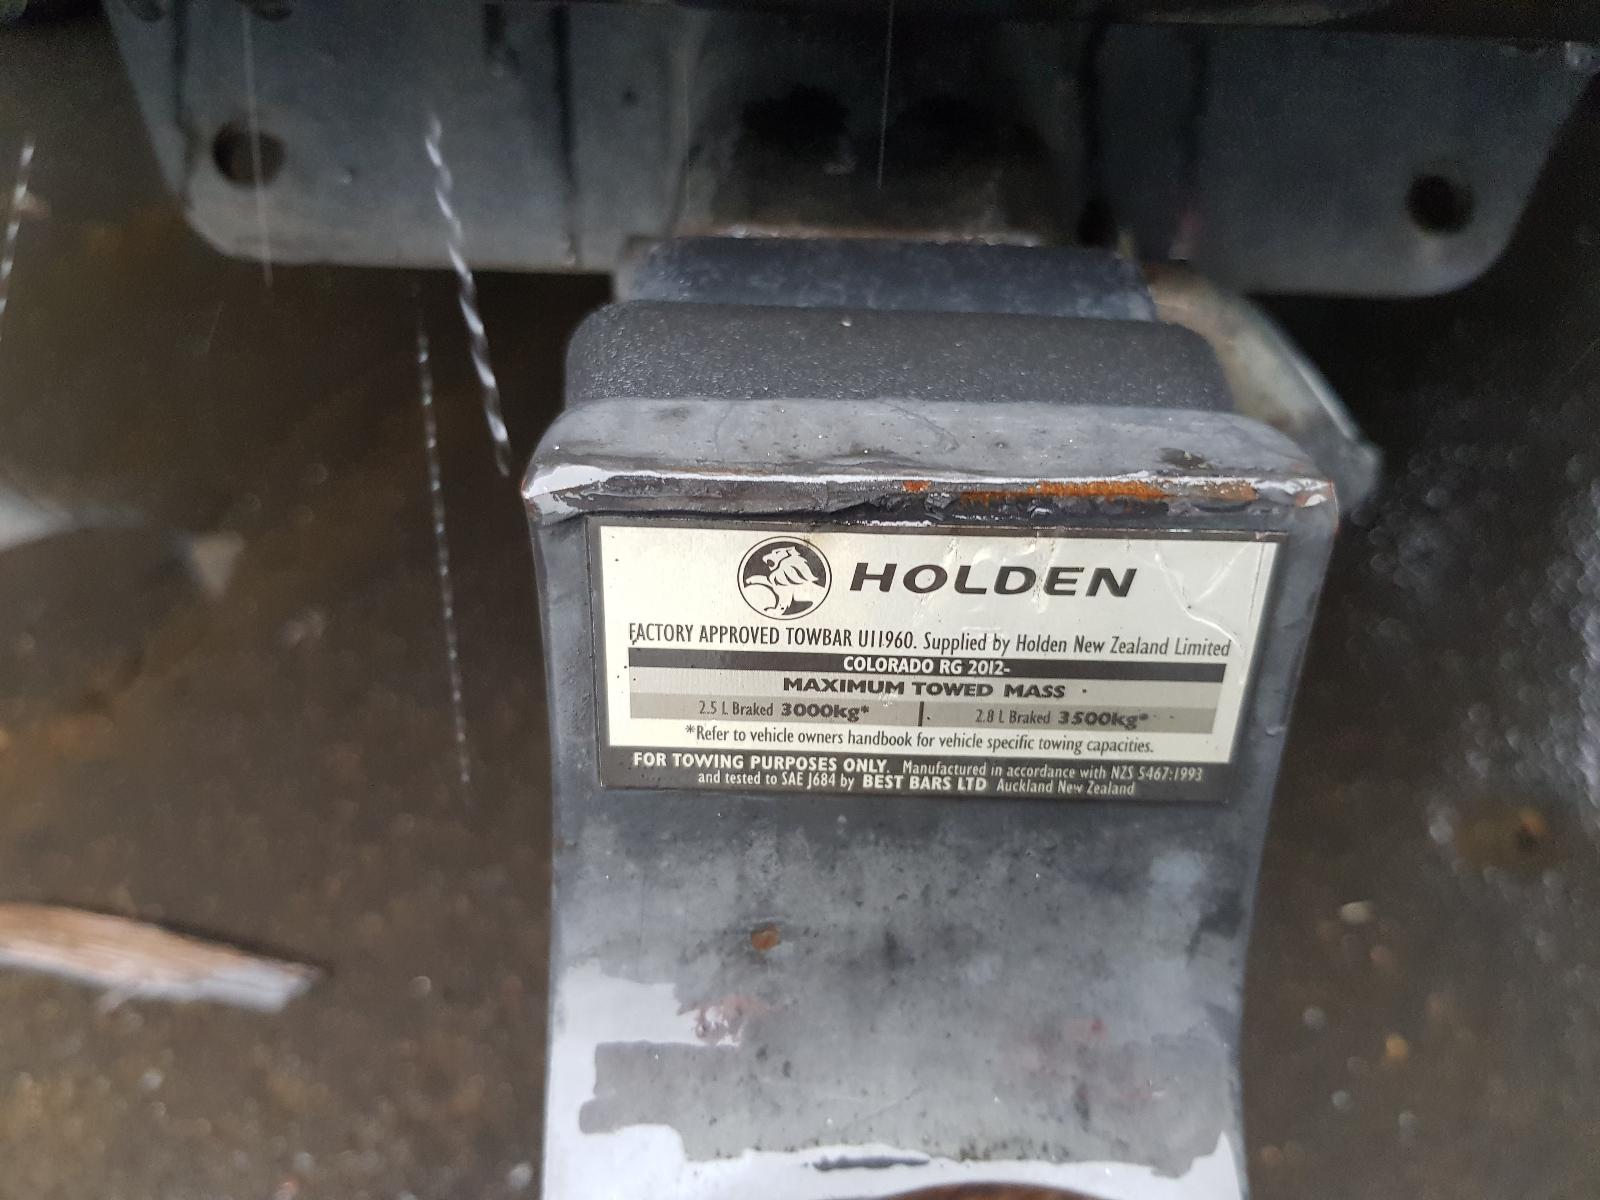 HOLDEN
FACTORY APPROVED TOWBAR U11960. Supplied by Holden New Zealand Limited
COLORADO RG 2012-
MAXIMUM TOWED MASS
2.5 L Braked 3000kg* | 2.8 L Braked 3500kg*
*Refer to vehicle owners handbook for vehicle specific towing capacities.
FOR TOWING PURPOSES ONLY. Manufactured in accordance with NZS 5467:1993
and tested to SAE J684 by BEST BARS LTD Auckland New Zealand